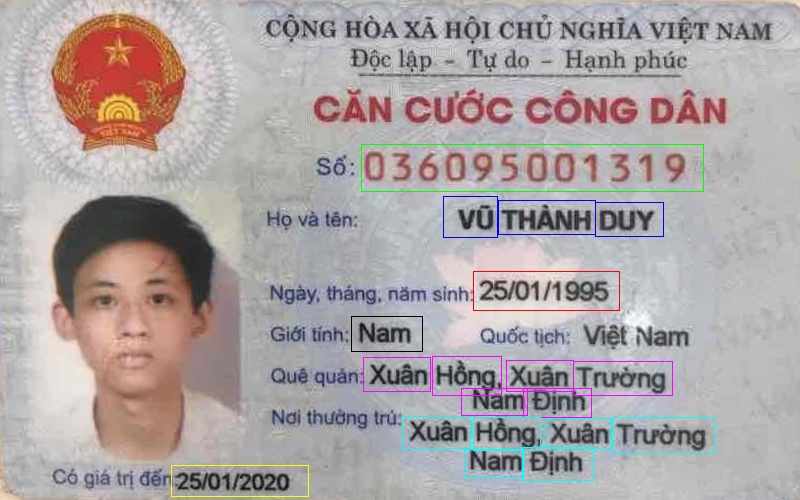 CỘNG HÒA XÃ HỘI CHỦ NGHĨA VIỆT NAM
Độc lập - Tự do - Hạnh phúc
CĂN CƯỚC CÔNG DÂN
Số: 036095001319
Họ và tên: VŨ THÀNH DUY
Ngày, tháng, năm sinh: 25/01/1995
Giới tính: Nam Quốc tịch: Việt Nam
Quê quán: Xuân Hồng, Xuân Trường
Nam Định
Nơi thường trú: Xuân Hồng, Xuân Trường
Nam Định
Có giá trị đến 25/01/2020